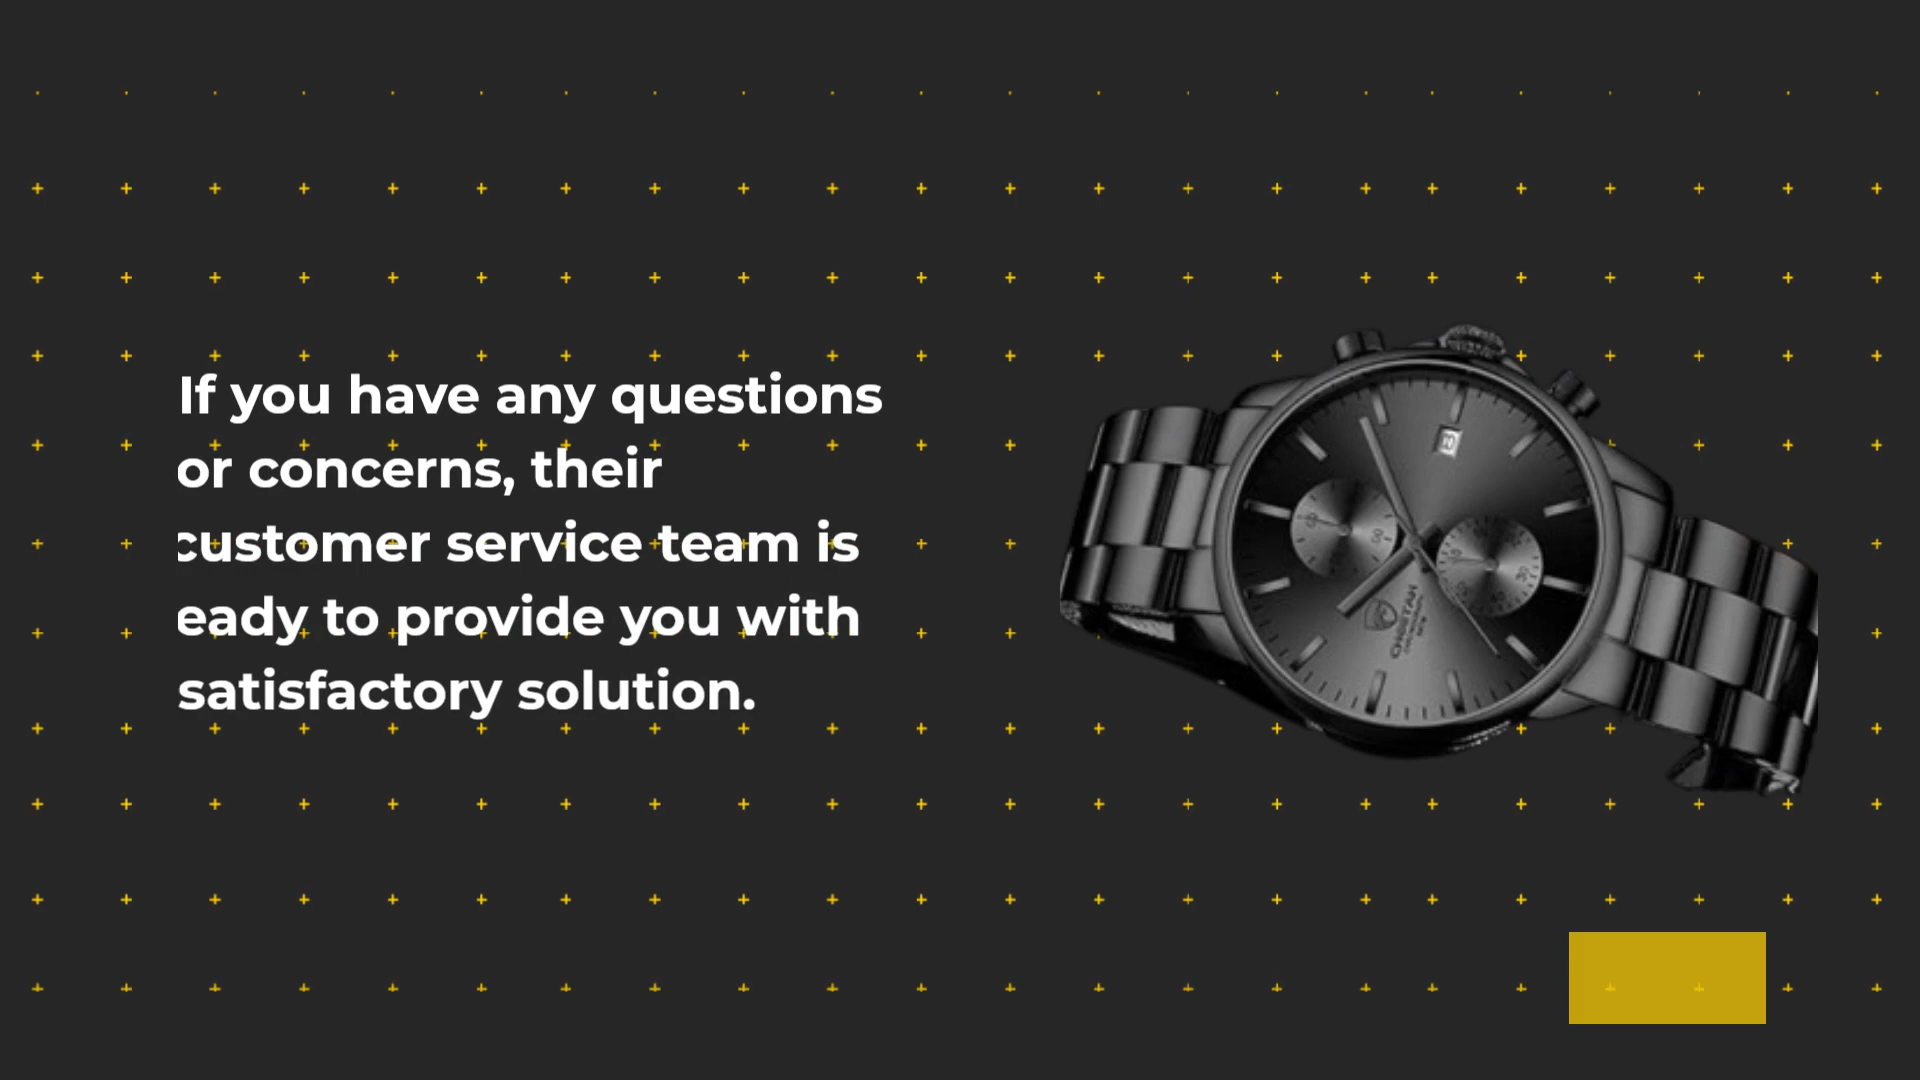 If you have any questions
or concerns, their
customer service team is
eady to provide you with
satisfactory solution.
CHEETAH